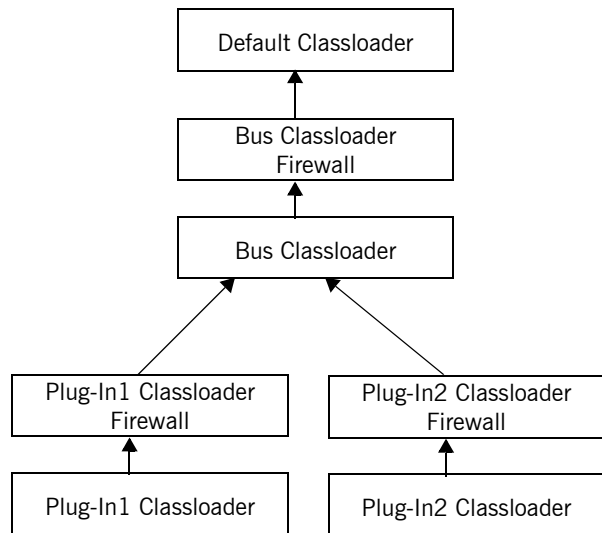 Default Classloader
Bus Classloader
Firewall
Bus Classloader
Plug-In1 Classloader
Firewall
Plug-In2 Classloader
Firewall
Plug-In1 Classloader
Plug-In2 Classloader